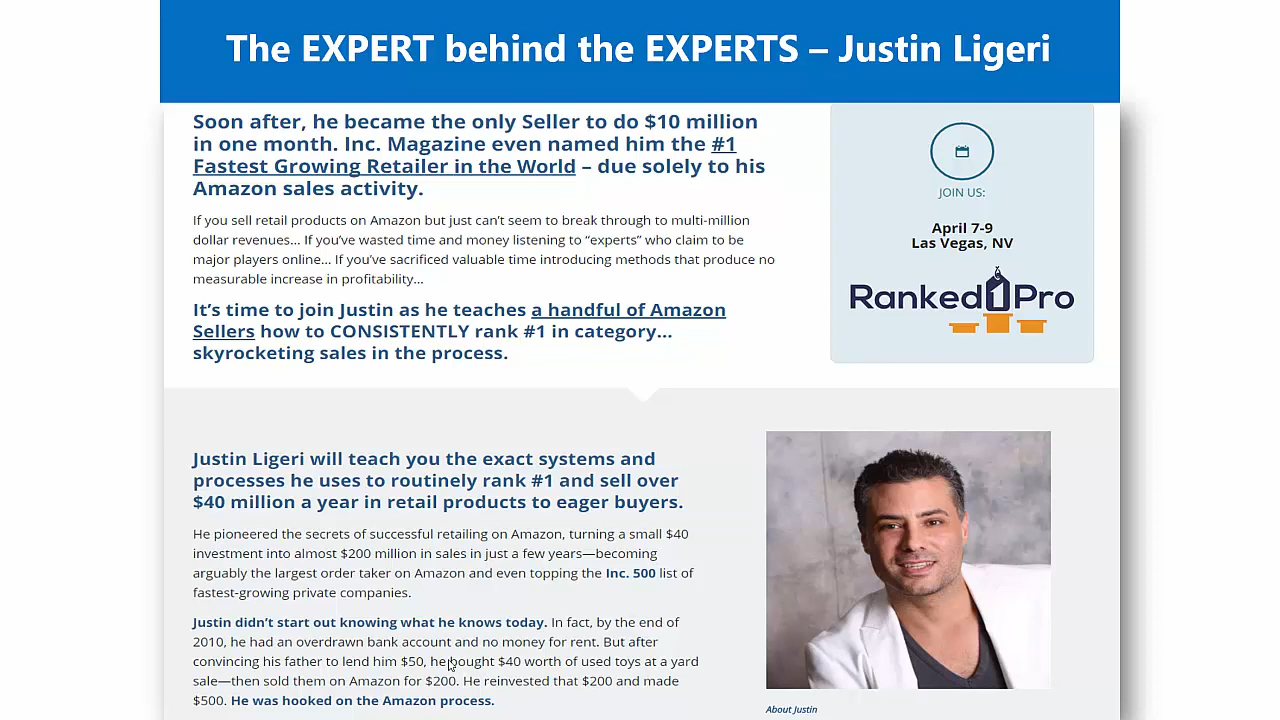 The EXPERT behind the EXPERTS – Justin Ligeri
Soon after, he became the only Seller to do $10 million
in one month. Inc. Magazine even named him the #1
Fastest Growing Retailer in the World – due solely to his
Amazon sales activity.
If you sell retail products on Amazon but just can’t seem to break through to multi-million
dollar revenues... If you’ve wasted time and money listening to “experts” who claim to be
major players online... If you’ve sacrificed valuable time introducing methods that produce no
measurable increase in profitability...
It’s time to join Justin as he teaches a handful of Amazon
Sellers how to CONSISTENTLY rank #1 in category...
skyrocketing sales in the process.
JOIN US:
April 7-9
Las Vegas, NV
Ranked1Pro
Justin Ligeri will teach you the exact systems and
processes he uses to routinely rank #1 and sell over
$40 million a year in retail products to eager buyers.
He pioneered the secrets of successful retailing on Amazon, turning a small $40
investment into almost $200 million in sales in just a few years—becoming
arguably the largest order taker on Amazon and even topping the Inc. 500 list of
fastest-growing private companies.
Justin didn’t start out knowing what he knows today. In fact, by the end of
2010, he had an overdrawn bank account and no money for rent. But after
convincing his father to lend him $50, he bought $40 worth of used toys at a yard
sale—then sold them on Amazon for $200. He reinvested that $200 and made
$500. He was hooked on the Amazon process.
About Justin